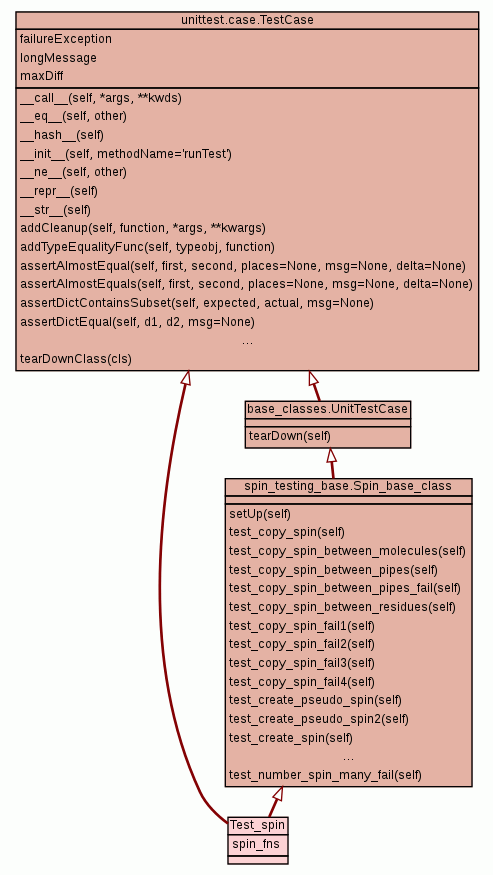 unittest.case.TestCase
failureException
longMessage
maxDiff
__call__(self, *args, **kwds)
__eq__(self, other)
__hash__(self)
__init__(self, methodName='runTest')
__ne__(self, other)
__repr__(self)
__str__(self)
addCleanup(self, function, *args, **kwargs)
addTypeEqualityFunc(self, typeobj, function)
assertAlmostEqual(self, first, second, places=None, msg=None, delta=None)
assertAlmostEquals(self, first, second, places=None, msg=None, delta=None)
assertDictContainsSubset(self, expected, actual, msg=None)
assertDictEqual(self, d1, d2, msg=None)
...
tearDownClass(cls)
base_classes.UnitTestCase
tearDown(self)
spin_testing_base.Spin_base_class
setUp(self)
test_copy_spin(self)
test_copy_spin_between_molecules(self)
test_copy_spin_between_pipes(self)
test_copy_spin_between_pipes_fail(self)
test_copy_spin_between_residues(self)
test_copy_spin_fail1(self)
test_copy_spin_fail2(self)
test_copy_spin_fail3(self)
test_copy_spin_fail4(self)
test_create_pseudo_spin(self)
test_create_pseudo_spin2(self)
test_create_spin(self)
...
test_number_spin_many_fail(self)
Test_spin
spin_fns